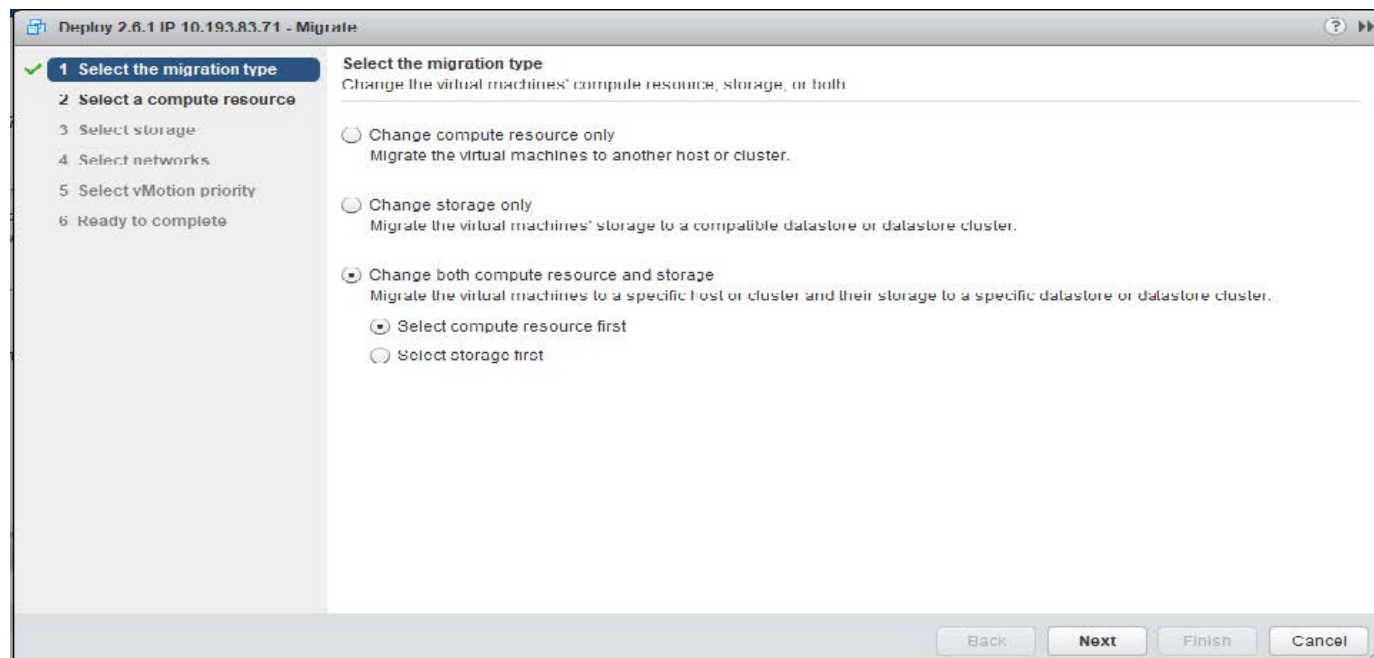 Deploy 2.6.1 IP 10.193.83.71 - Migrate
?
1 Select the migration type
2 Select a compute resource
3 Select storage
4 Select networks
5 Select vMotion priority
6 Ready to complete
Select the migration type
Change the virtual machines' compute resource, storage, or both
Change compute resource only
Migrate the virtual machines to another host or cluster.
Change storage only
Migrate the virtual machines' storage to a compatible datastore or datastore cluster.
Change both compute resource and storage
Migrate the virtual machines to a specific host or cluster and their storage to a specific datastore or datastore cluster.
Select compute resource first
Select storage first
Back Next Finish Cancel